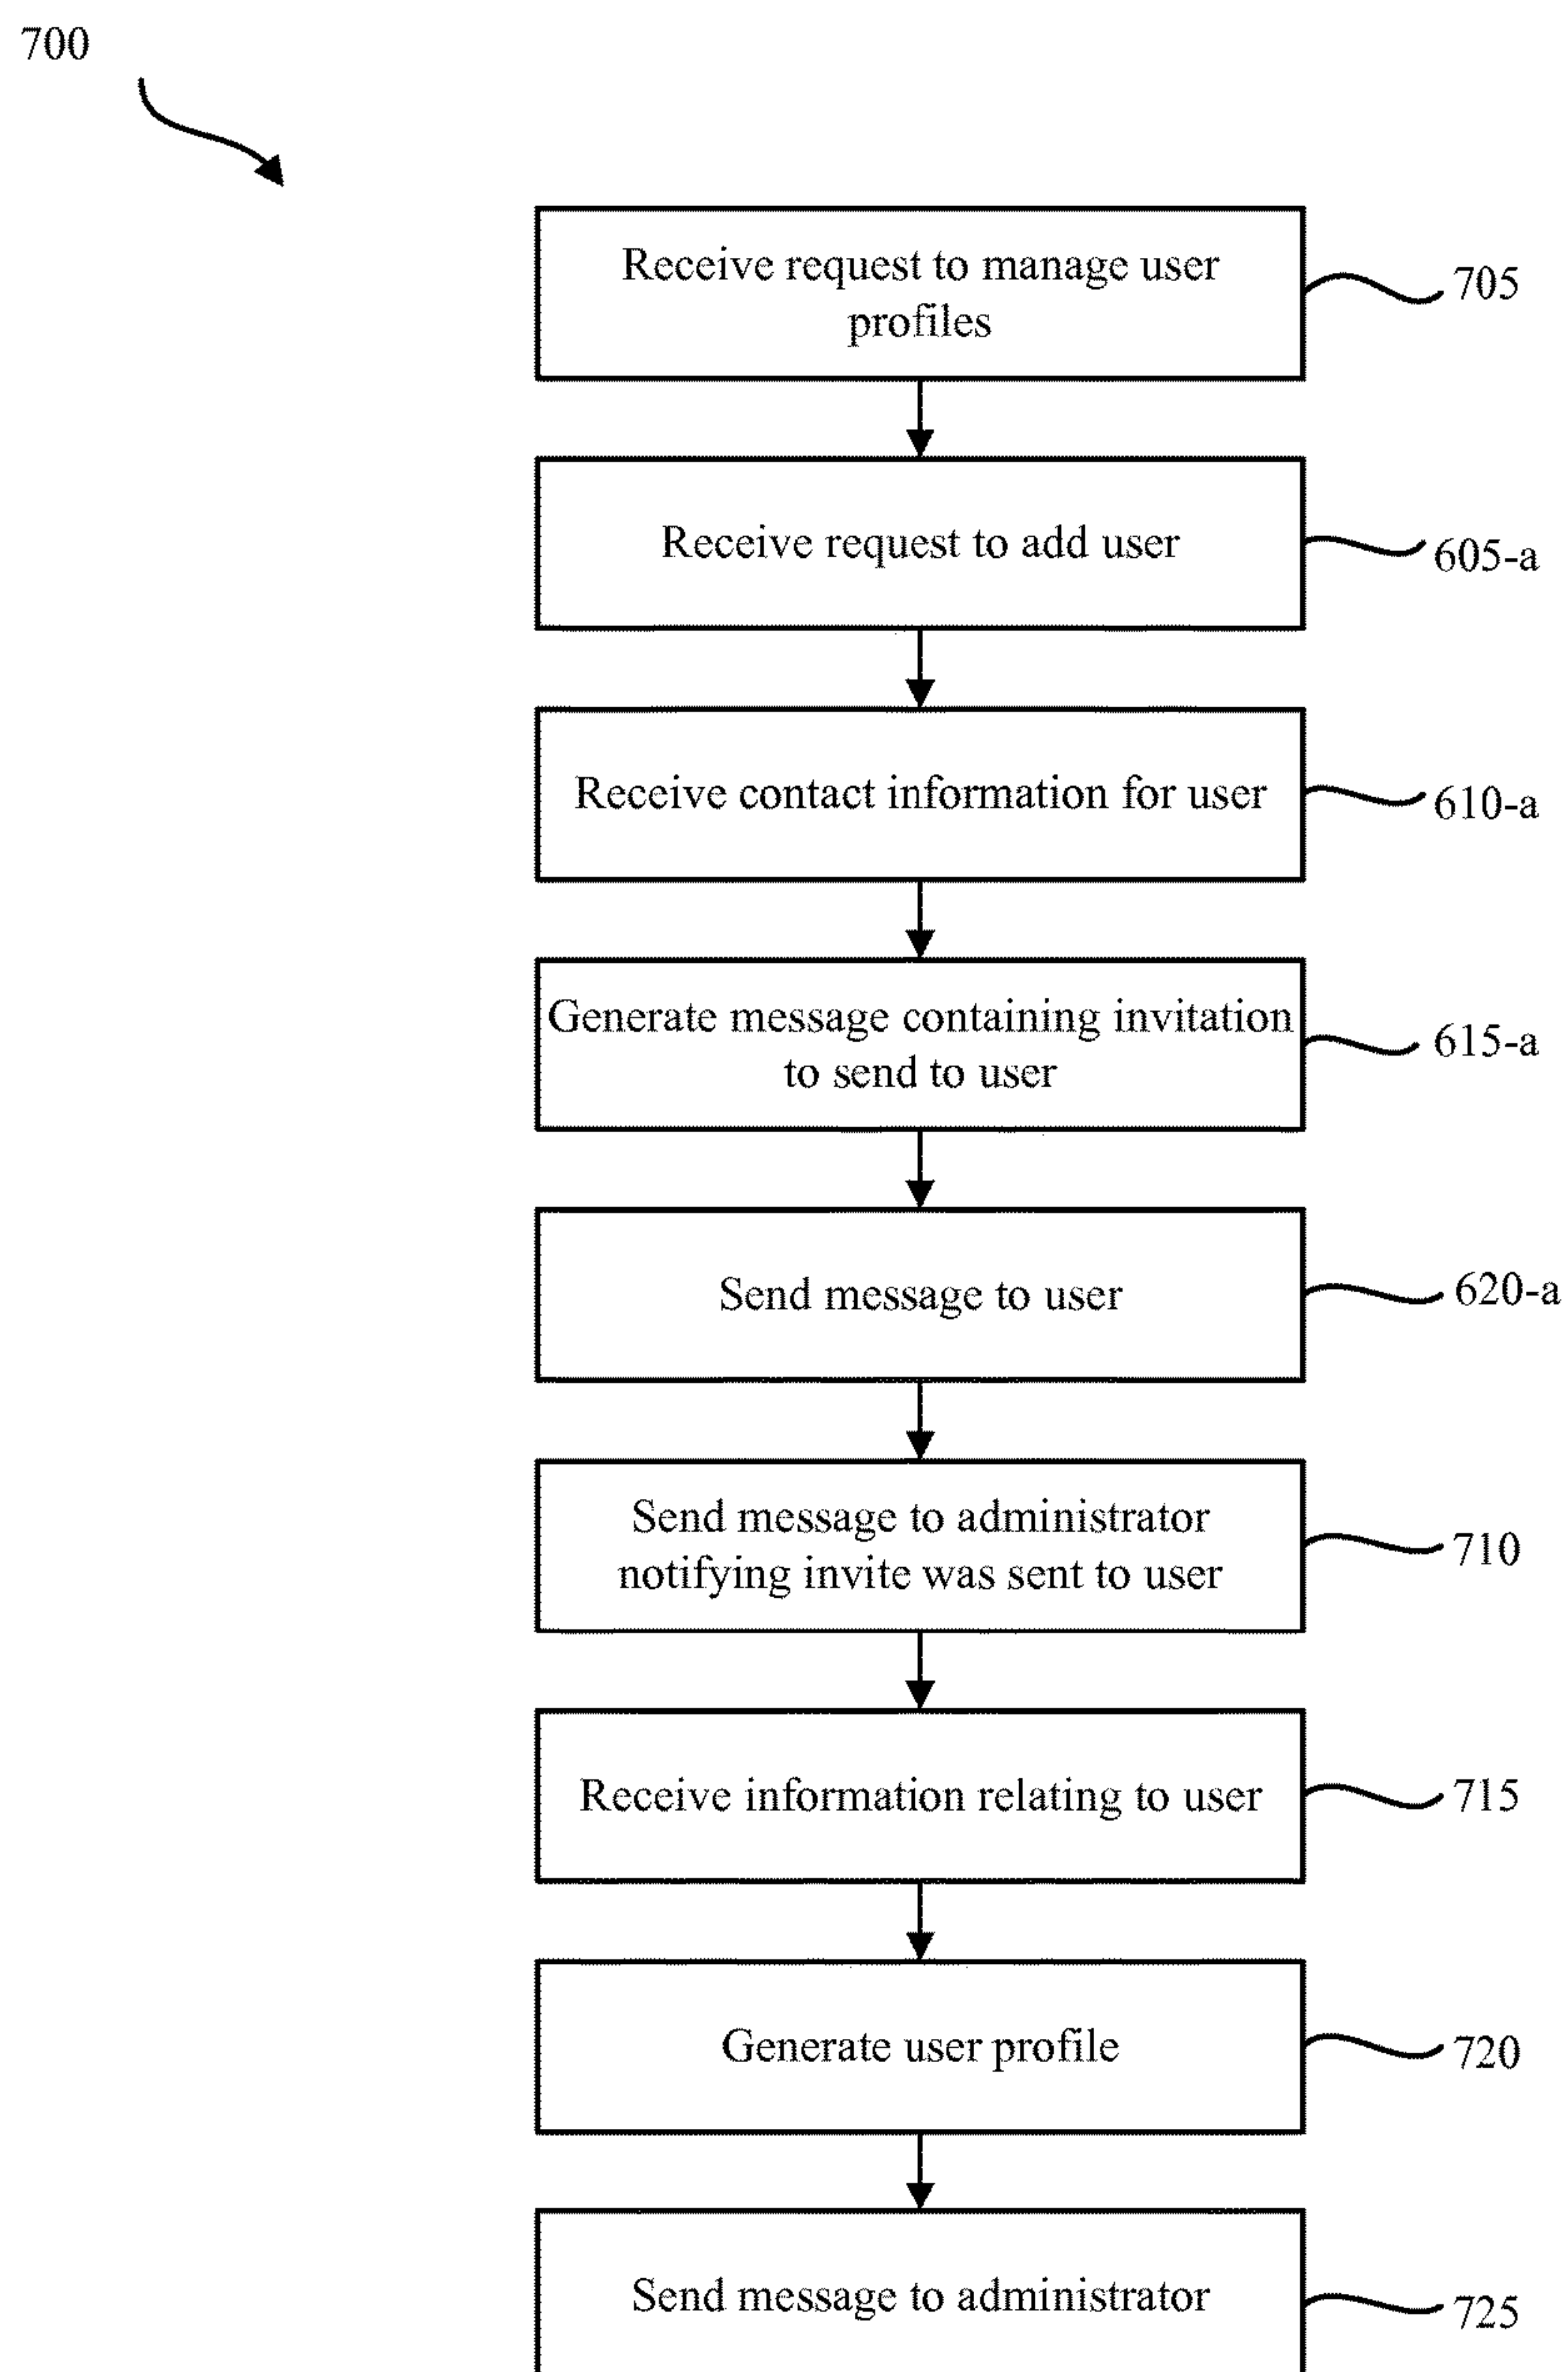 700
Receive request to manage user
profiles
705
Receive request to add user
605-a
Receive contact information for user
610-a
Generate message containing invitation
to send to user
615-a
Send message to user
620-a
Send message to administrator
notifying invite was sent to user
710
Receive information relating to user
715
Generate user profile
720
Send message to administrator
725